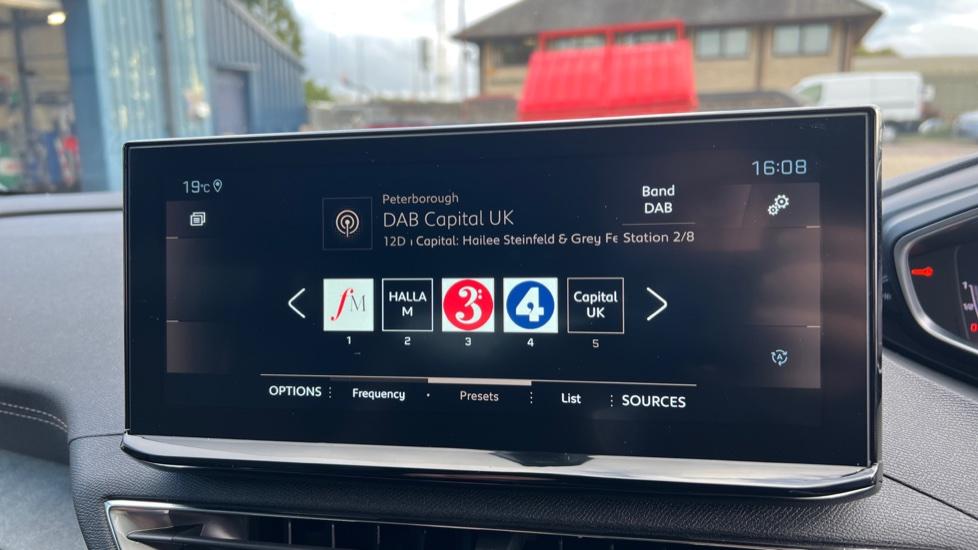 19°C
16:08
Peterborough
DAB Capital UK
12D Capital: Hailee Steinfeld & Grey Fe
Band
DAB
Station 2/8
fM
HALLA
M
3
4
Capital
UK
1
2
3
4
5
OPTIONS
Frequency
Presets
List
SOURCES
A